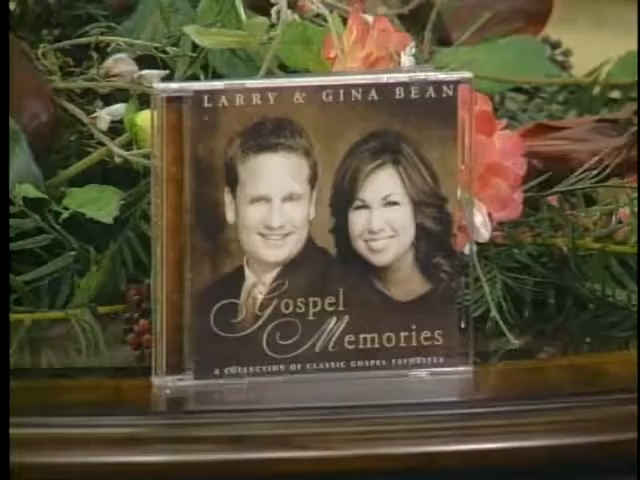 LARRY & GINA BEAN
Gospel
Memories
A COLLECTION OF CLASSIC GOSPEL FAVORITES